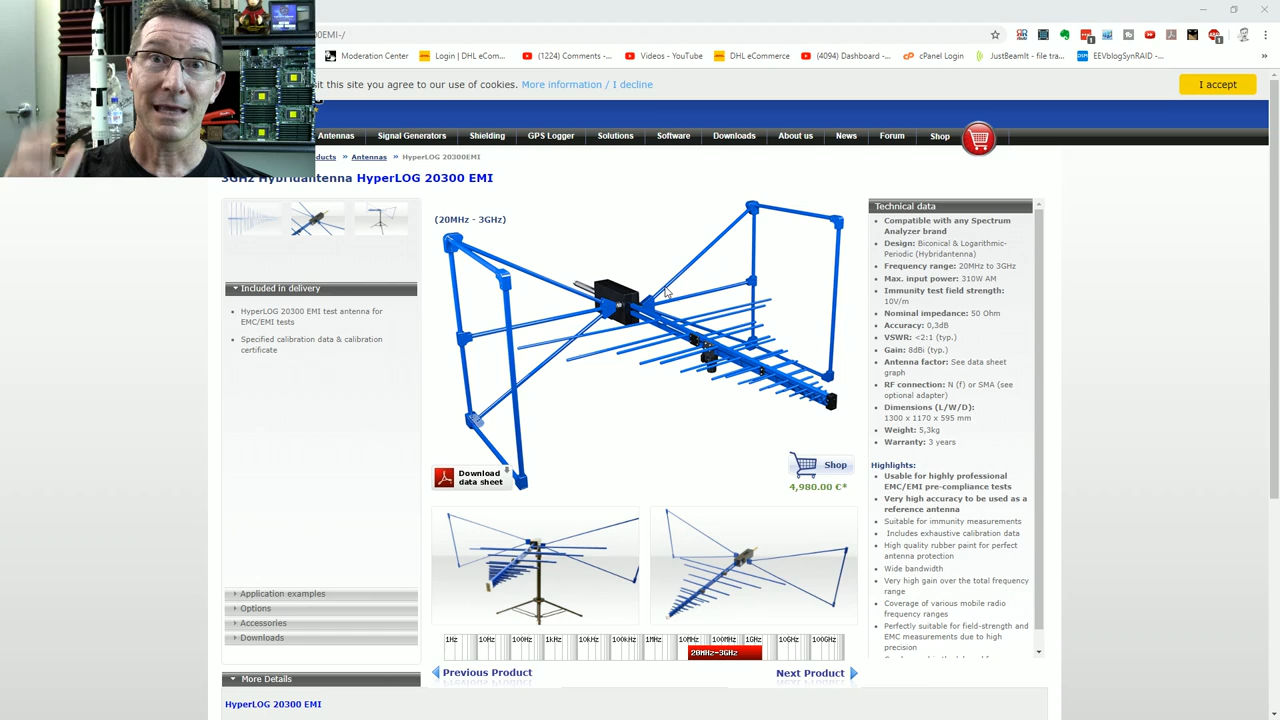 0EMI-/
Moderation Center
Login | DHL eCom...
(1224) Comments -...
Videos - YouTube
DHL eCommerce
(4094) Dashboard -...
cPanel Login
JustBeamIt - file tra...
EEVblogSynRAID -...
»
it this site you agree to our use of cookies. More information / I decline
I accept
Antennas
Signal Generators
Shielding
GPS Logger
Solutions
Software
Downloads
About us
News
Forum
Shop
ducts » Antennas » HyperLOG 20300EMI
3GHz Hybridantenna HyperLOG 20300 EMI
Included in delivery
HyperLOG 20300 EMI test antenna for
EMC/EMI tests
Specified calibration data & calibration
certificate
Application examples
Options
Accessories
Downloads
More Details
HyperLOG 20300 EMI
(20MHz - 3GHz)
Download
data sheet
Shop
4,980.00 €*
1Hz 10Hz 100Hz 1kHz 10kHz 100kHz 1MHz 10MHz 100MHz 1GHz 10GHz 100GHz
20MHz-3GHz
Previous Product
Next Product
Technical data
Compatible with any Spectrum
Analyzer brand
Design: Biconical & Logarithmic-
Periodic (Hybridantenna)
Frequency range: 20MHz to 3GHz
Max. input power: 310W AM
Immunity test field strength:
10V/m
Nominal impedance: 50 Ohm
Accuracy: 0,3dB
VSWR: <2:1 (typ.)
Gain: 8dBi (typ.)
Antenna factor: See data sheet
graph
RF connection: N (f) or SMA (see
optional adapter)
Dimensions (L/W/D):
1300 x 1170 x 595 mm
Weight: 5,3kg
Warranty: 3 years
Highlights:
Usable for highly professional
EMC/EMI pre-compliance tests
Very high accuracy to be used as a
reference antenna
Suitable for immunity measurements
Includes exhaustive calibration data
High quality rubber paint for perfect
antenna protection
Wide bandwidth
Very high gain over the total frequency
range
Coverage of various mobile radio
frequency ranges
Perfectly suitable for field-strength and
EMC measurements due to high
precision